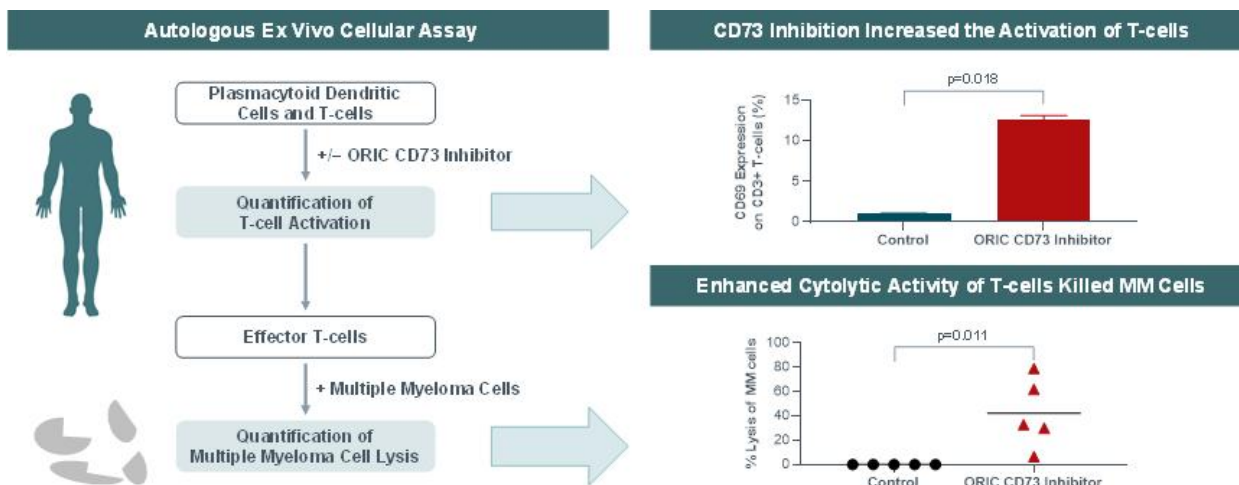 Autologous Ex Vivo Cellular Assay
Plasmacytoid Dendritic
Cells and T-cells
+/– ORIC CD73 Inhibitor
Quantification of
T-cell Activation
Effector T-cells
+ Multiple Myeloma Cells
Quantification of
Multiple Myeloma Cell Lysis
CD73 Inhibition Increased the Activation of T-cells
p=0.018
CD69 Expression
on CD3+ T-cells (%)
15
10
5
0
Control
ORIC CD73 Inhibitor
Enhanced Cytolytic Activity of T-cells Killed MM Cells
p=0.011
% Lysis of MM cells
100
80
60
40
20
0
Control
ORIC CD73 Inhibitor